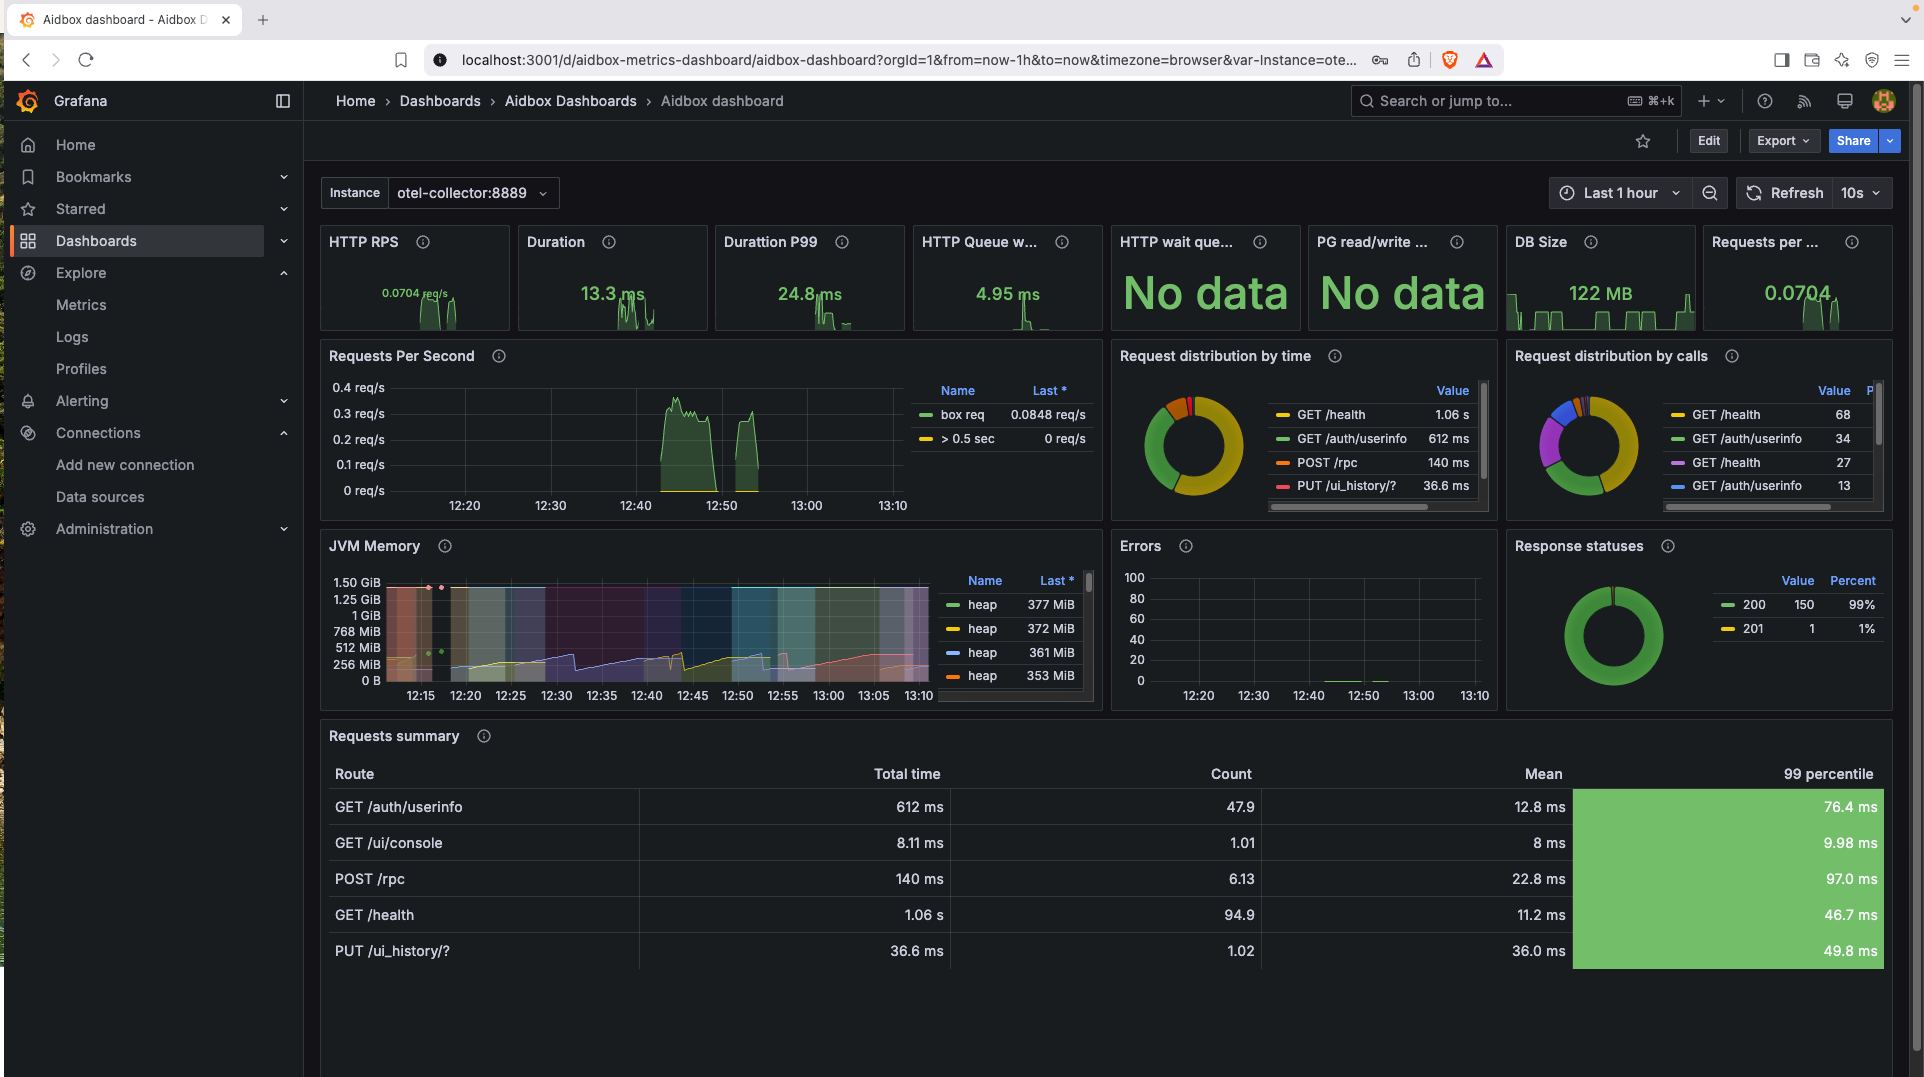 Aidbox dashboard - Aidbox D
localhost:3001/d/aidbox-metrics-dashboard/aidbox-dashboard?orgId=1&from=now-1h&to=now&timezone=browser&var-Instance=ote...
Grafana
Home › Dashboards › Aidbox Dashboards › Aidbox dashboard
Search or jump to... ⌘+k
Edit Export Share
Home
Bookmarks
Starred
Dashboards
Explore
Metrics
Logs
Profiles
Alerting
Connections
Add new connection
Data sources
Administration
Instance otel-collector:8889
Last 1 hour Refresh 10s
HTTP RPS
0.0704 req/s
Duration
13.3 ms
Durattion P99
24.8 ms
HTTP Queue w...
4.95 ms
HTTP wait que...
No data
PG read/write ...
No data
DB Size
122 MB
Requests per ...
0.0704
Requests Per Second
0.4 req/s
0.3 req/s
0.2 req/s
0.1 req/s
0 req/s
12:20 12:30 12:40 12:50 13:00 13:10
Name Last *
box req 0.0848 req/s
> 0.5 sec 0 req/s
Request distribution by time
Value
GET /health 1.06 s
GET /auth/userinfo 612 ms
POST /rpc 140 ms
PUT /ui_history/? 36.6 ms
Request distribution by calls
Value P
GET /health 68
GET /auth/userinfo 34
GET /health 27
GET /auth/userinfo 13
JVM Memory
1.50 GiB
1.25 GiB
1 GiB
768 MiB
512 MiB
256 MiB
0 B
12:15 12:20 12:25 12:30 12:35 12:40 12:45 12:50 12:55 13:00 13:05 13:10
Name Last *
heap 377 MiB
heap 372 MiB
heap 361 MiB
heap 353 MiB
Errors
100
80
60
40
20
0
12:20 12:30 12:40 12:50 13:00 13:10
Response statuses
Value Percent
200 150 99%
201 1 1%
Requests summary
Route Total time Count Mean 99 percentile
GET /auth/userinfo 612 ms 47.9 12.8 ms 76.4 ms
GET /ui/console 8.11 ms 1.01 8 ms 9.98 ms
POST /rpc 140 ms 6.13 22.8 ms 97.0 ms
GET /health 1.06 s 94.9 11.2 ms 46.7 ms
PUT /ui_history/? 36.6 ms 1.02 36.0 ms 49.8 ms